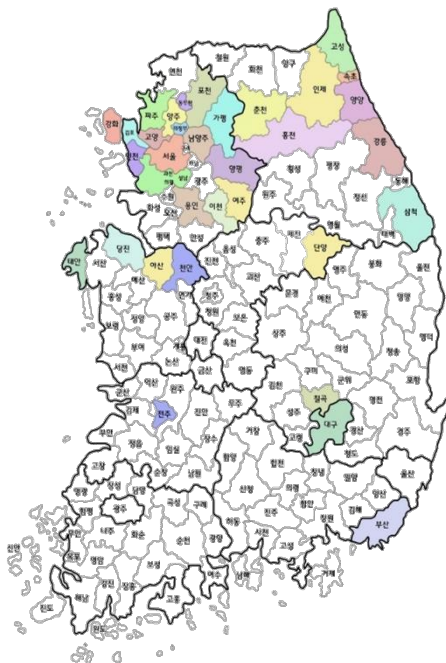 고성
철원
연천
화천
양구
인제
속초
포천
양양
파주
양주
동두천
가평
춘천
강화
김포
고양
의정부
남양주
홍천
강릉
인천
서울
양평
횡성
평창
광주
성남
과천
수원
화성
오산
용인
이천
여주
원주
정선
동해
삼척
태백
영월
평택
안성
음성
충주
제천
단양
태안
서산
당진
아산
천안
진천
괴산
영주
봉화
울진
예산
홍성
청주
청원
보은
문경
예천
안동
영양
보령
공주
부여
논산
대전
옥천
상주
의성
청송
영덕
서천
금산
영동
김천
구미
군위
포항
군산
익산
김제
전주
진안
무주
성주
칠곡
대구
영천
경산
경주
부안
정읍
임실
장수
거창
고령
청도
고창
순창
남원
함양
합천
창녕
밀양
울산
영광
장성
담양
산청
의령
양산
함평
광주
곡성
구례
하동
진주
함안
창원
김해
부산
무안
나주
화순
순천
광양
사천
고성
목포
영암
보성
여수
남해
거제
강진
장흥
해남
고흥
진도
완도